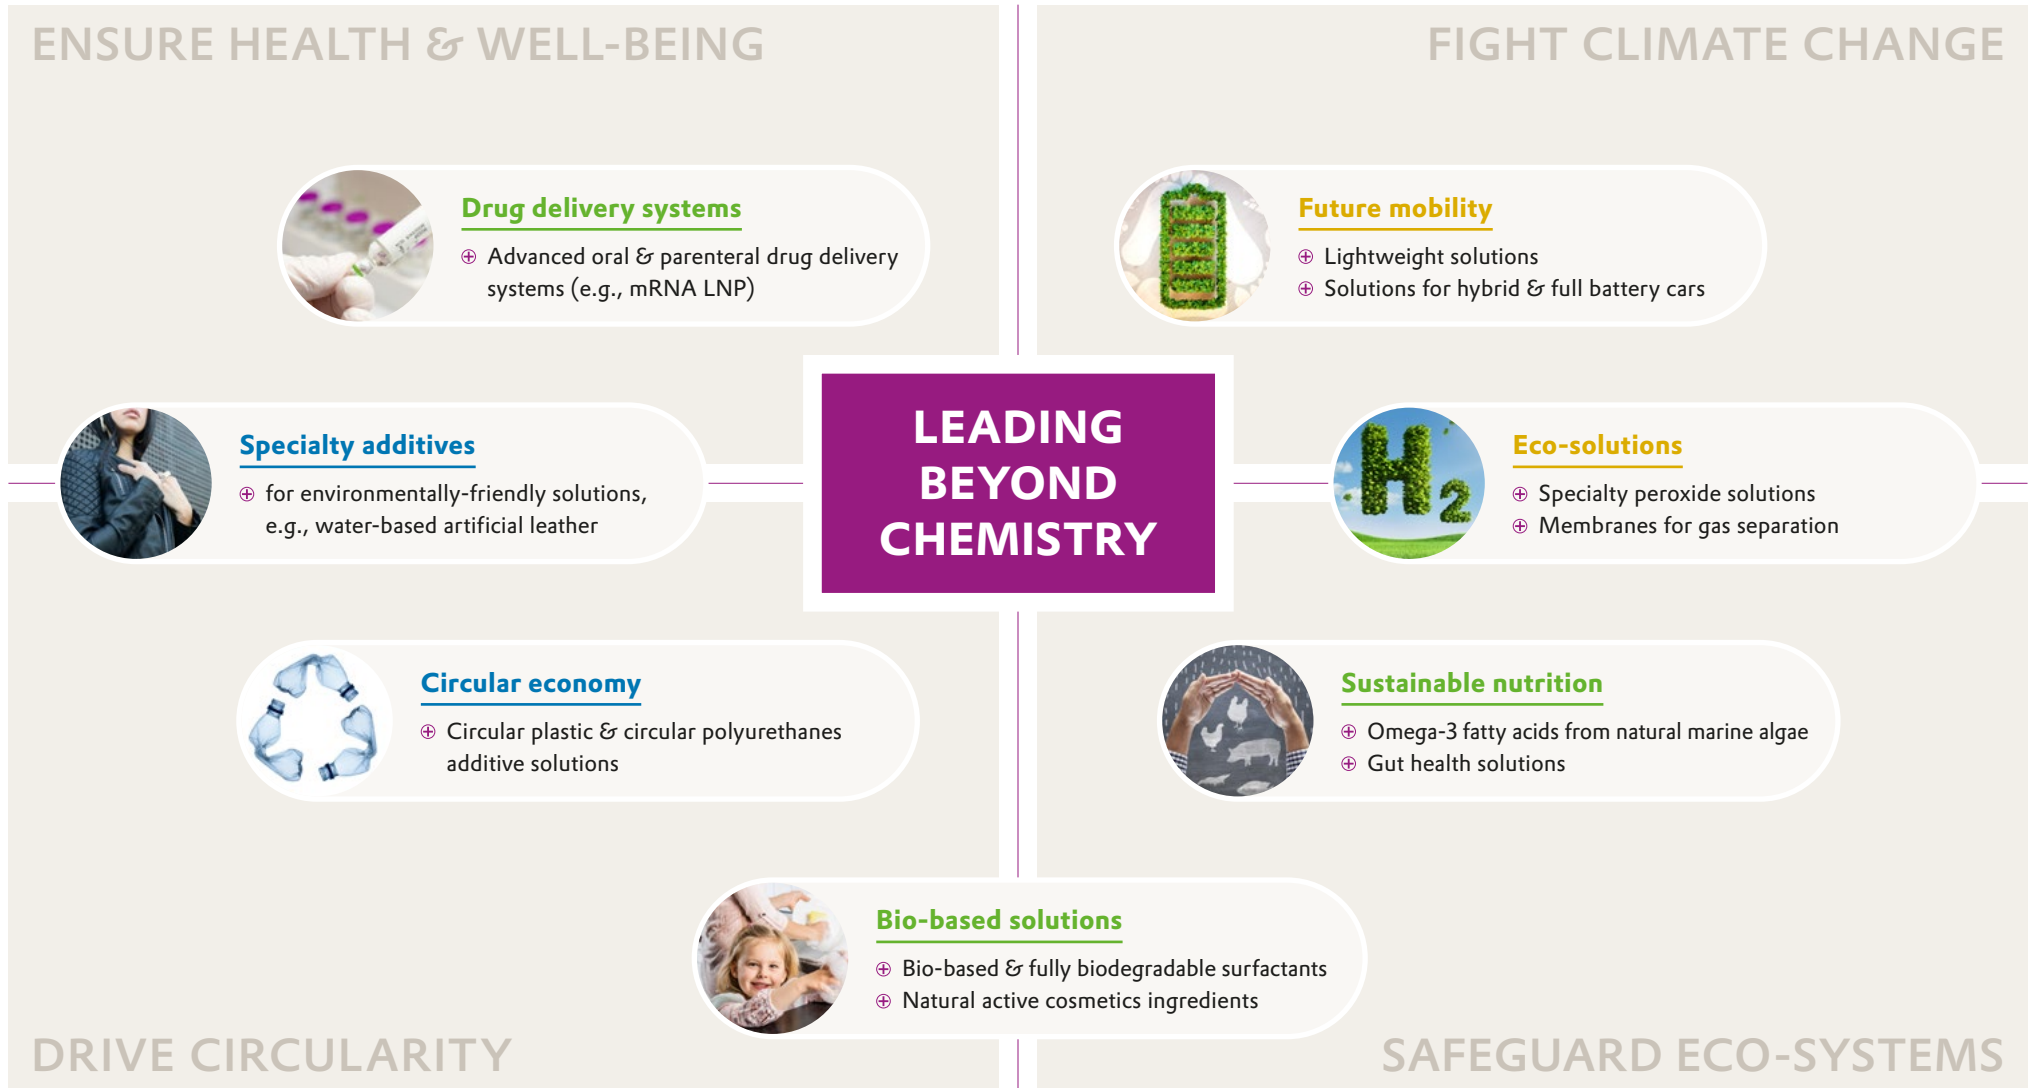 ENSURE HEALTH & WELL-BEING
FIGHT CLIMATE CHANGE
Drug delivery systems
Advanced oral & parenteral drug delivery
systems (e.g., mRNA LNP)
Future mobility
Lightweight solutions
Solutions for hybrid & full battery cars
Specialty additives
for environmentally-friendly solutions,
e.g., water-based artificial leather
LEADING
BEYOND
CHEMISTRY
H2
Eco-solutions
Specialty peroxide solutions
Membranes for gas separation
Circular economy
Circular plastic & circular polyurethanes
additive solutions
Sustainable nutrition
Omega-3 fatty acids from natural marine algae
Gut health solutions
Bio-based solutions
Bio-based & fully biodegradable surfactants
Natural active cosmetics ingredients
DRIVE CIRCULARITY
SAFEGUARD ECO-SYSTEMS